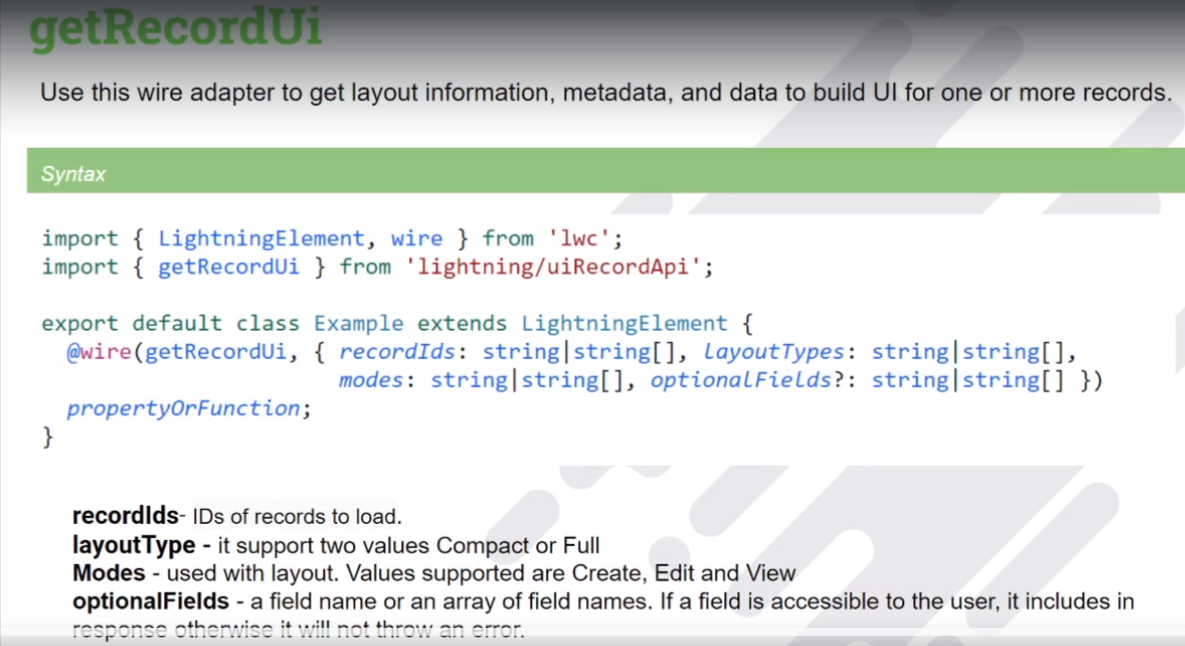 getRecordUi
Use this wire adapter to get layout information, metadata, and data to build UI for one or more records.
Syntax
import { LightningElement, wire } from 'lwc';
import { getRecordUi } from 'lightning/uiRecordApi';
export default class Example extends LightningElement {
@wire(getRecordUi, { recordIds: string|string[], layoutTypes: string|string[],
modes: string|string[], optionalFields?: string|string[] })
propertyOrFunction;
}
recordIds- IDs of records to load.
layoutType - it support two values Compact or Full
Modes - used with layout. Values supported are Create, Edit and View
optionalFields - a field name or an array of field names. If a field is accessible to the user, it includes in
response otherwise it will not throw an error.